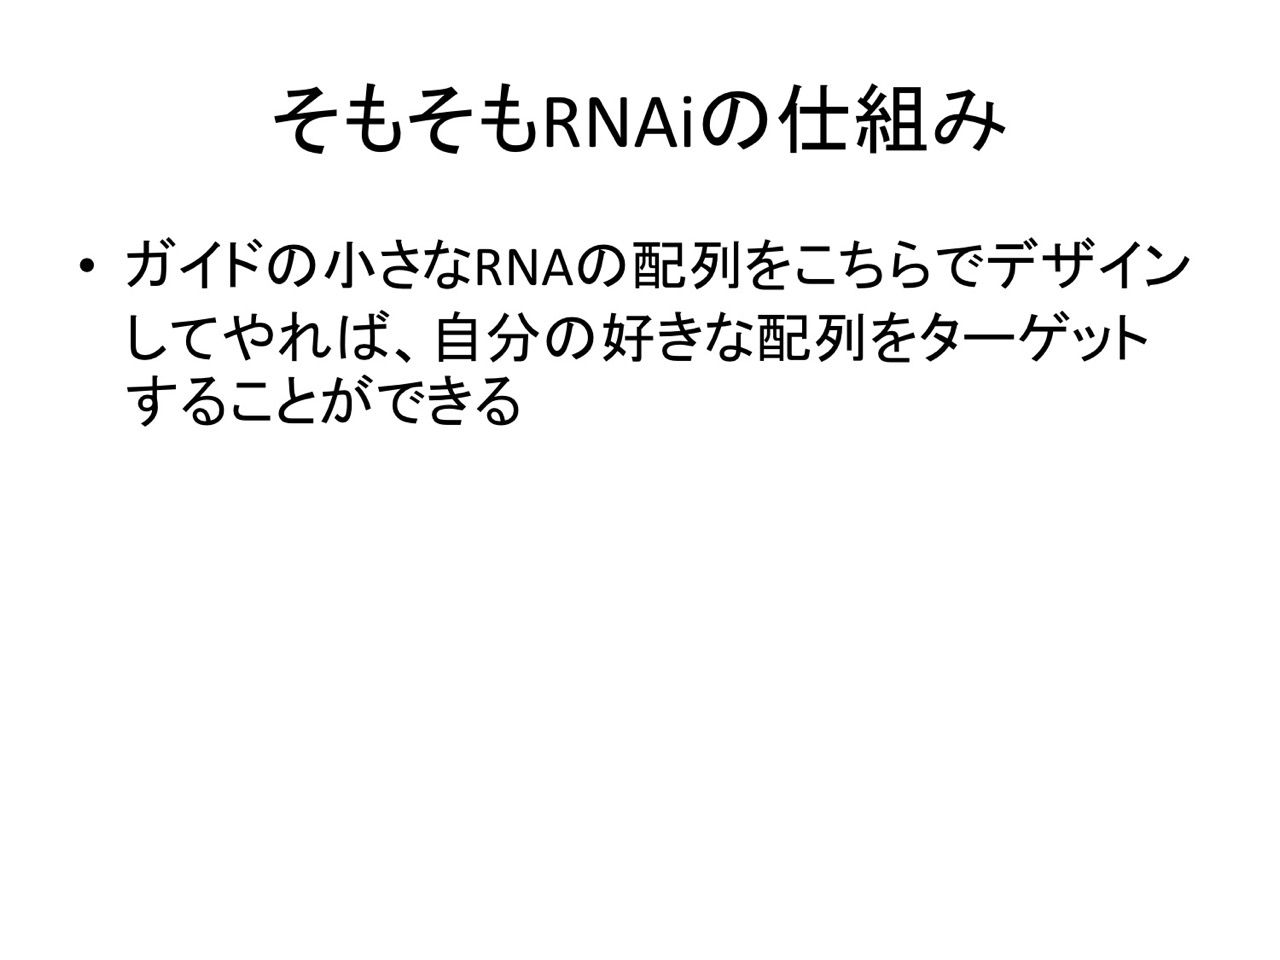 そもそもRNAiの仕組み
• ガイドの小さなRNAの配列をこちらでデザイン
してやれば、自分の好きな配列をターゲット
することができる